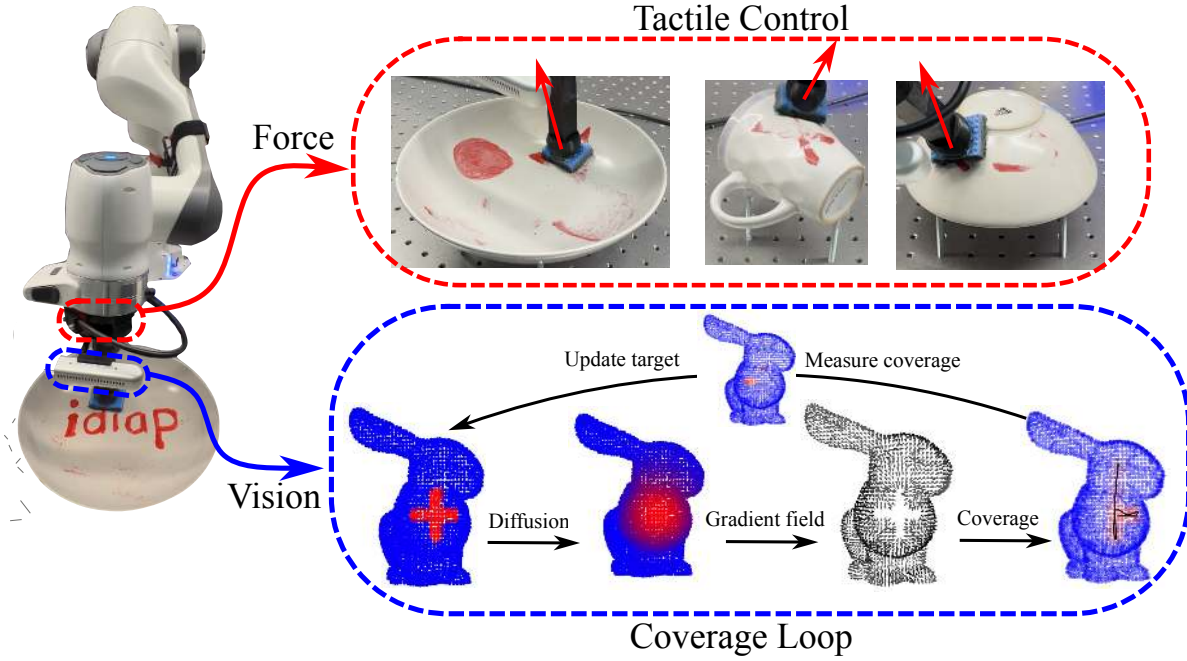 Tactile Control
Force
idiap
Vision
Update target
Measure coverage
Diffusion
Gradient field
Coverage
Coverage Loop